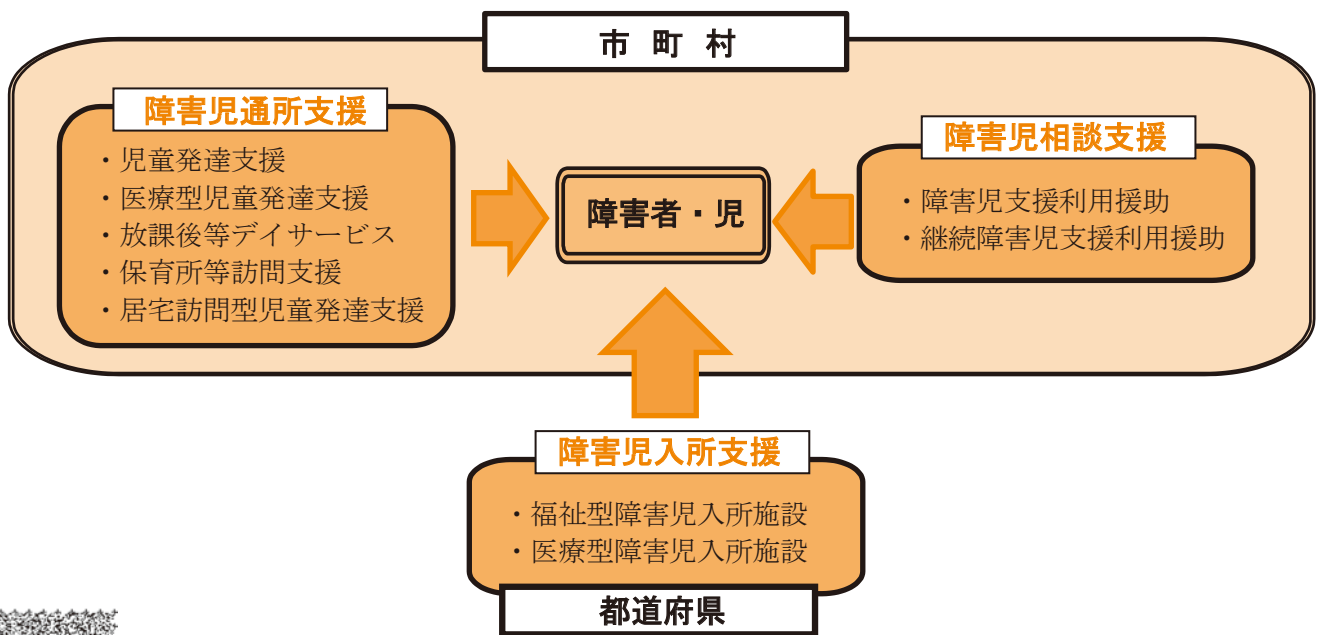 市町村
障害児通所支援
・児童発達支援
・医療型児童発達支援
・放課後等デイサービス
・保育所等訪問支援
・居宅訪問型児童発達支援
障害者・児
障害児相談支援
・障害児支援利用援助
・継続障害児支援利用援助
障害児入所支援
・福祉型障害児入所施設
・医療型障害児入所施設
都道府県